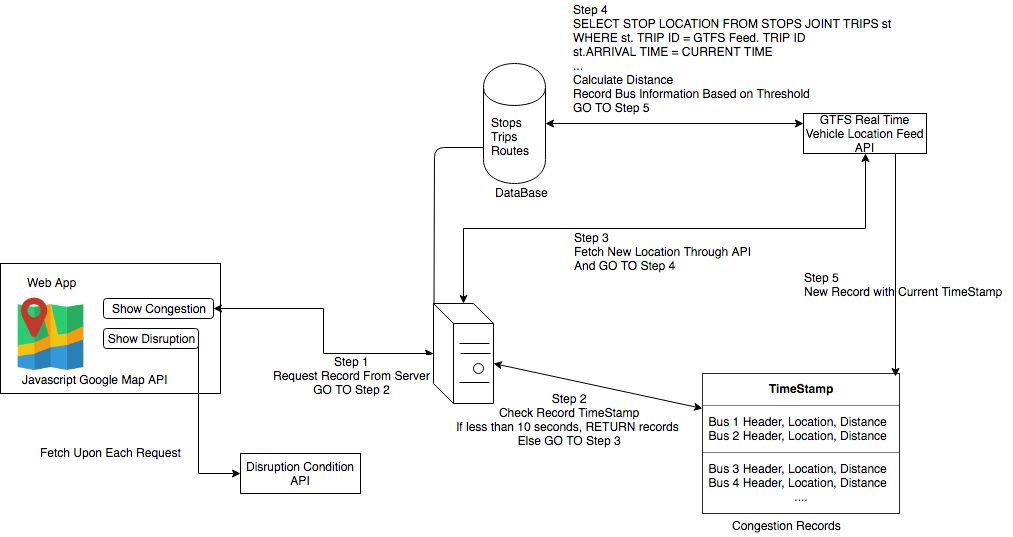 Step 4
SELECT STOP LOCATION FROM STOPS JOINT TRIPS st
WHERE st. TRIP ID = GTFS Feed. TRIP ID
st.ARRIVAL TIME = CURRENT TIME
...
Calculate Distance
Record Bus Information Based on Threshold
GO TO Step 5
Stops
Trips
Routes
DataBase
GTFS Real Time
Vehicle Location Feed
API
Step 3
Fetch New Location Through API
And GO TO Step 4
Step 5
New Record with Current TimeStamp
Web App
Show Congestion
Show Disruption
Javascript Google Map API
Step 1
Request Record From Server
GO TO Step 2
Step 2
Check Record TimeStamp
If less than 10 seconds, RETURN records
Else GO TO Step 3
TimeStamp
Bus 1 Header, Location, Distance
Bus 2 Header, Location, Distance
Bus 3 Header, Location, Distance
Bus 4 Header, Location, Distance
....
Congestion Records
Fetch Upon Each Request
Disruption Condition
API